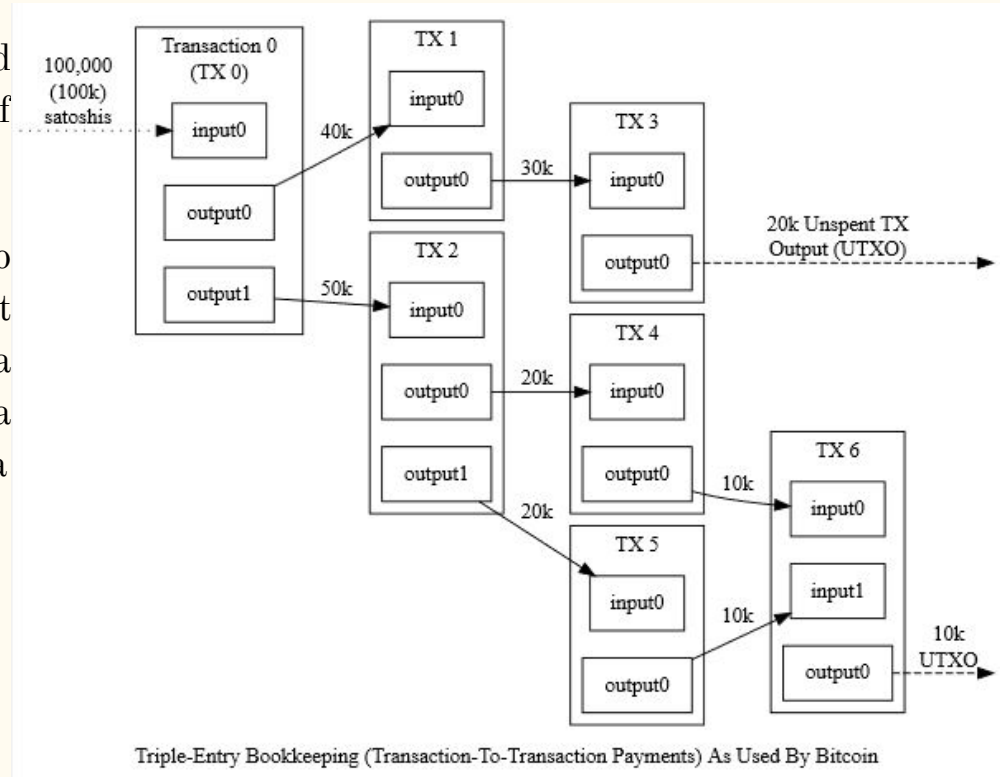 d
f
o
t
a
a
a
100,000
(100k)
satoshis
Transaction 0
(TX 0)
input0
output0
output1
40k
50k
TX 1
input0
output0
30k
TX 2
input0
output0
output1
20k
20k
TX 3
input0
output0
20k Unspent TX
Output (UTXO)
TX 4
input0
output0
10k
TX 5
input0
output0
10k
TX 6
input0
input1
output0
10k
UTXO
Triple-Entry Bookkeeping (Transaction-To-Transaction Payments) As Used By Bitcoin